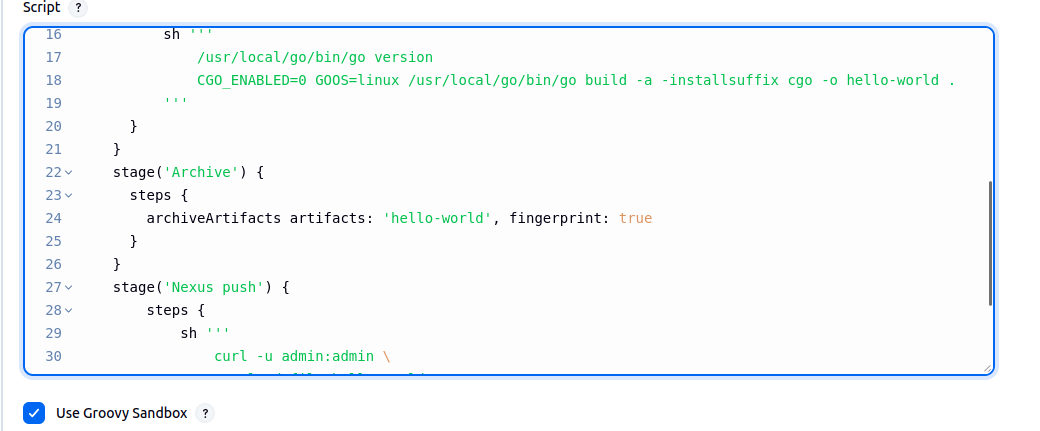 Script ?
16 sh '''
17 /usr/local/go/bin/go version
18 CGO_ENABLED=0 GOOS=linux /usr/local/go/bin/go build -a -installsuffix cgo -o hello-world .
19 '''
20 }
21 }
22 stage('Archive') {
23 steps {
24 archiveArtifacts artifacts: 'hello-world', fingerprint: true
25 }
26 }
27 stage('Nexus push') {
28 steps {
29 sh '''
30 curl -u admin:admin \
Use Groovy Sandbox ?